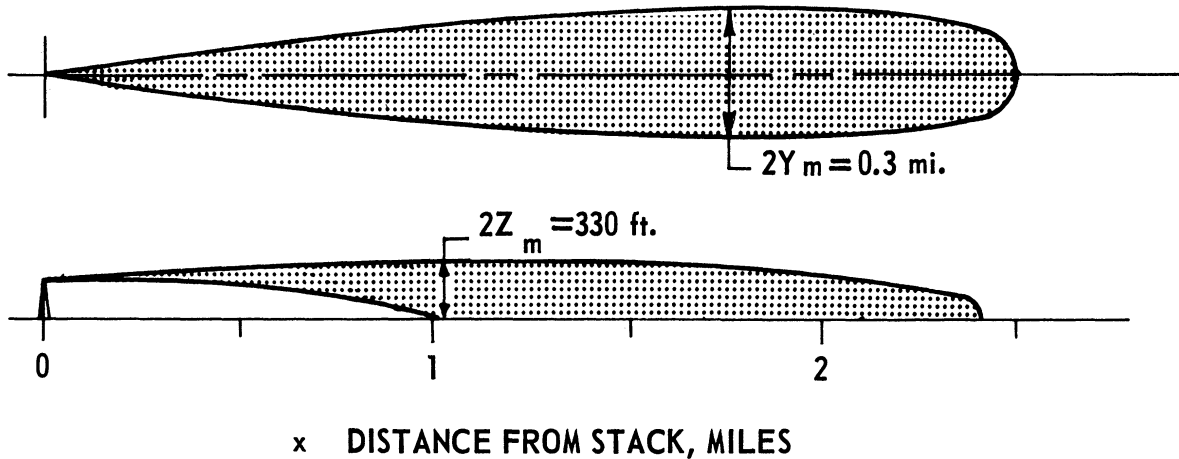 2Y m = 0.3 mi.
2Z m = 330 ft.
0 1 2
x DISTANCE FROM STACK, MILES